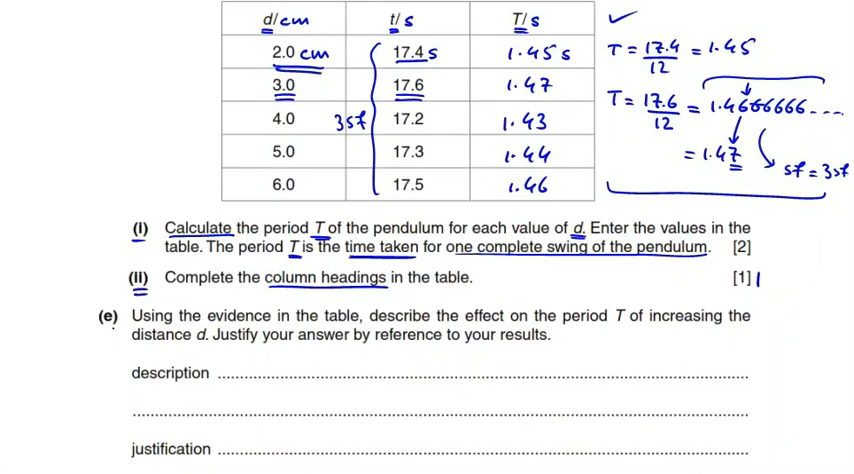 d/cm t/s T/s
2.0 cm 17.4 s 1.45 s
3.0 17.6 1.47
4.0 3sf 17.2 1.43
5.0 17.3 1.44
6.0 17.5 1.46
✓
T = 17.4/12 = 1.45
T = 17.6/12 = 1.4666666....
= 1.47
sf = 3sf
(i) Calculate the period T of the pendulum for each value of d. Enter the values in the
table. The period T is the time taken for one complete swing of the pendulum. [2]
(ii) Complete the column headings in the table. [1] 1
(e) Using the evidence in the table, describe the effect on the period T of increasing the
distance d. Justify your answer by reference to your results.
description
justification